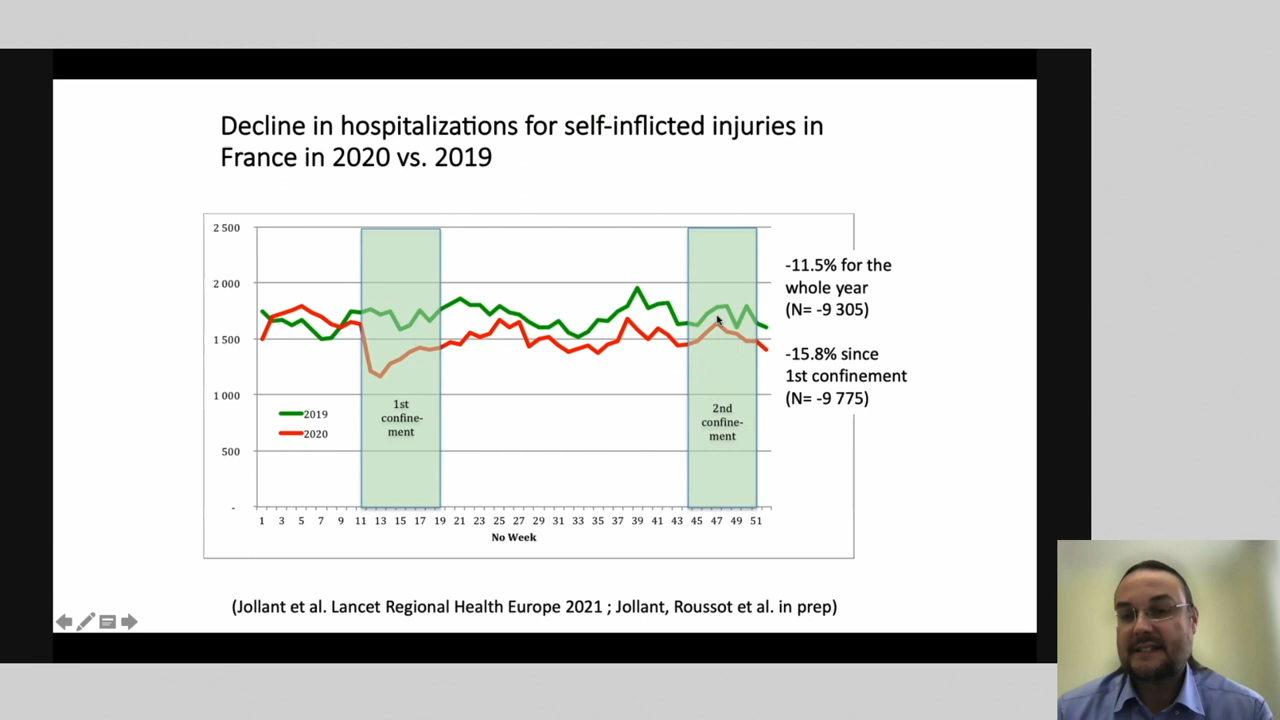 Decline in hospitalizations for self-inflicted injuries in
France in 2020 vs. 2019
2 500
2 000
1 500
1 000
500
-
1st
confine-
ment
2nd
confine-
ment
2019
2020
1 3 5 7 9 11 13 15 17 19 21 23 25 27 29 31 33 35 37 39 41 43 45 47 49 51
No Week
-11.5% for the
whole year
(N= -9 305)
-15.8% since
1st confinement
(N= -9 775)
(Jollant et al. Lancet Regional Health Europe 2021 ; Jollant, Roussot et al. in prep)